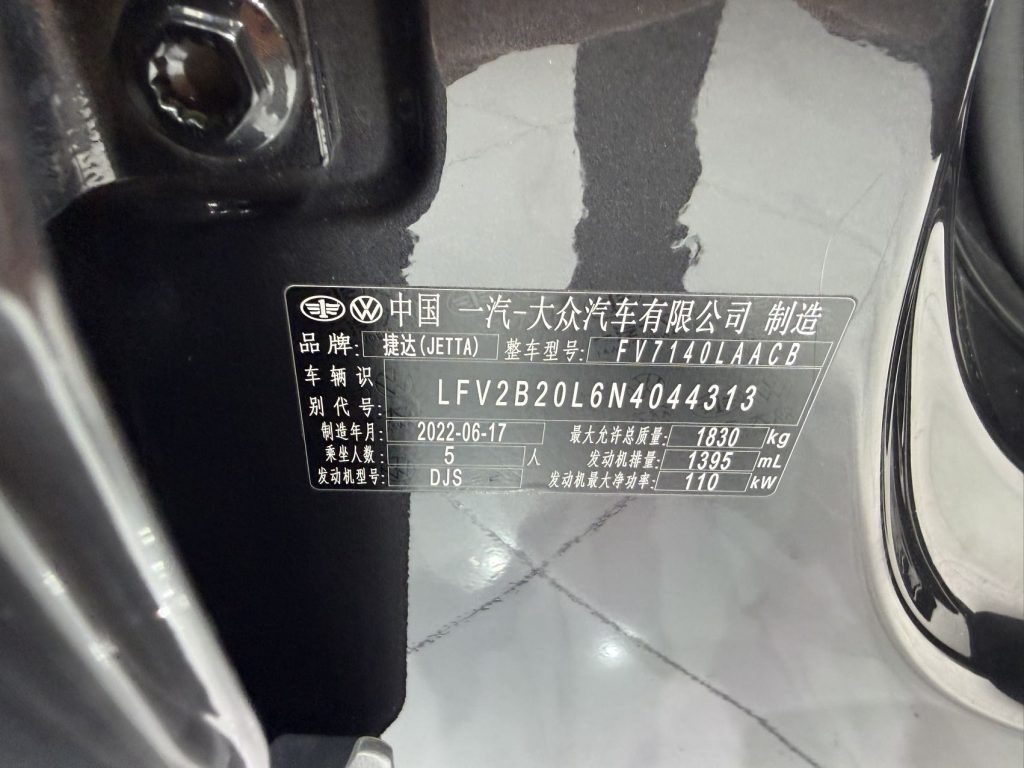 中国 一汽-大众汽车有限公司 制造
品牌: 捷达(JETTA) 整车型号: FV7140LAACB
车辆识别代号: LFV2B20L6N4044313
制造年月: 2022-06-17 最大允许总质量: 1830 kg
乘坐人数: 5 人 发动机排量: 1395 mL
发动机型号: DJS 发动机最大净功率: 110 kW